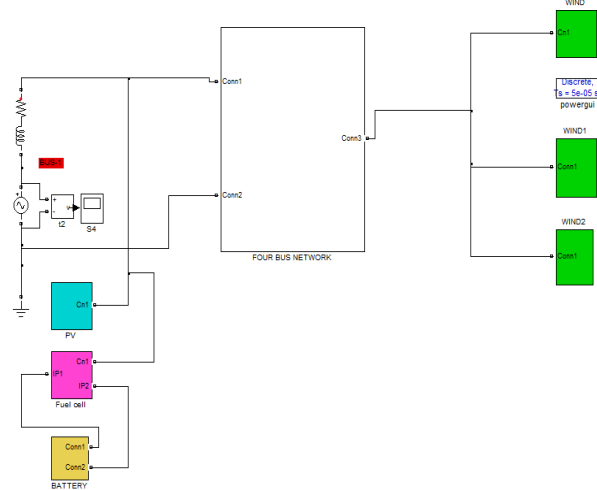 WIND
Cn1
Discrete,
Ts = 5e-05 s
powergui
Conn1
Conn3
WIND1
Conn1
BUS-1
Conn2
+
-
v
t2
S4
+
WIND2
Conn1
FOUR BUS NETWORK
Cn1
PV
Cn1
IP1
IP2
Fuel cell
Conn1
Conn2
BATTERY